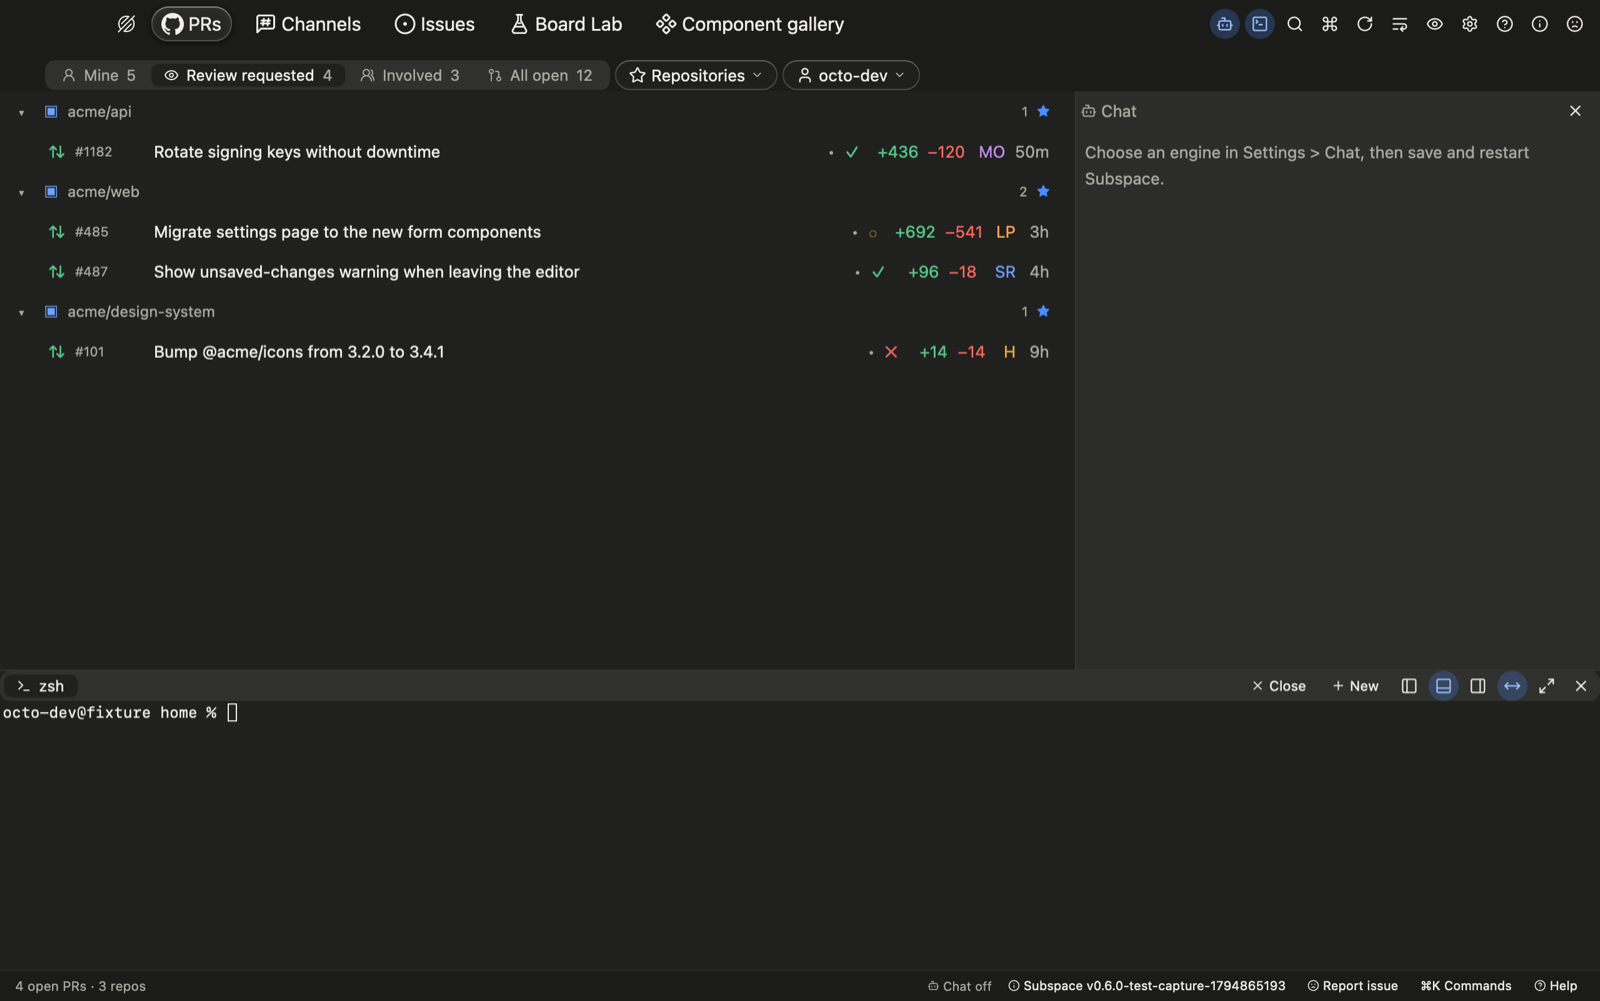 PRs Channels Issues Board Lab Component gallery
Mine 5 Review requested 4 Involved 3 All open 12 Repositories octo-dev
acme/api 1
#1182 Rotate signing keys without downtime +436 −120 MO 50m
acme/web 2
#485 Migrate settings page to the new form components +692 −541 LP 3h
#487 Show unsaved-changes warning when leaving the editor +96 −18 SR 4h
acme/design-system 1
#101 Bump @acme/icons from 3.2.0 to 3.4.1 +14 −14 H 9h
Chat
Choose an engine in Settings > Chat, then save and restart
Subspace.
zsh Close New
octo-dev@fixture home %
4 open PRs · 3 repos Chat off Subspace v0.6.0-test-capture-1794865193 Report issue ⌘K Commands Help